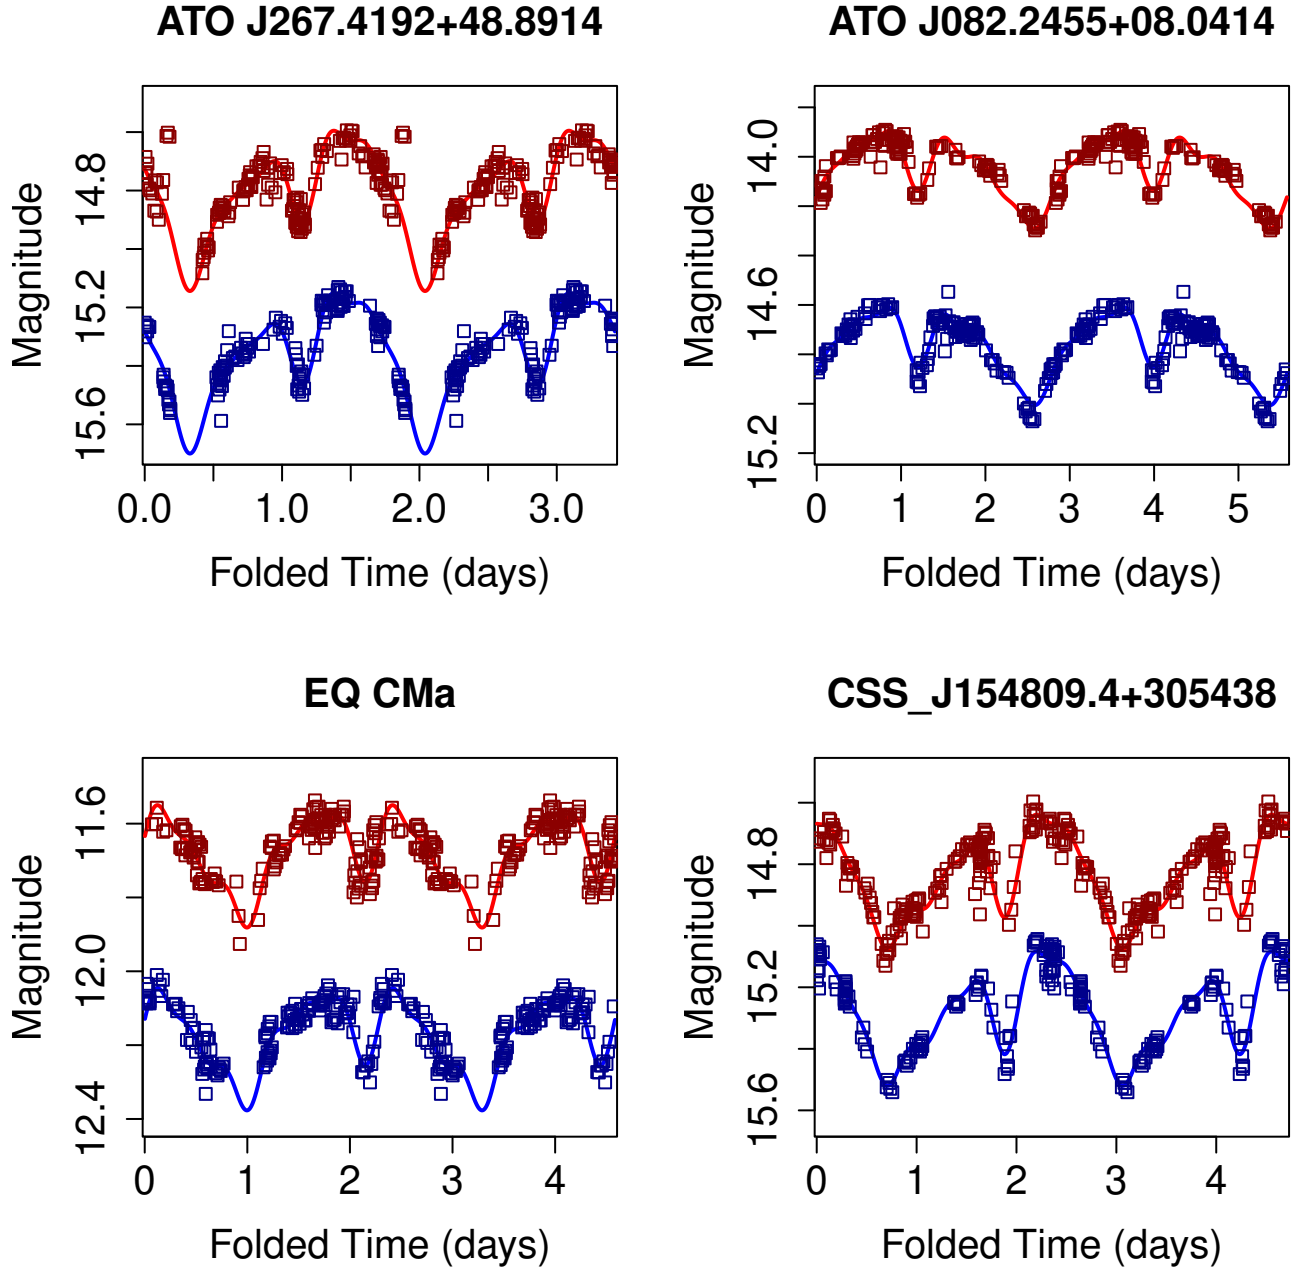 ATO J267.4192+48.8914
Magnitude
14.8
15.2
15.6
0.0 1.0 2.0 3.0
Folded Time (days)
ATO J082.2455+08.0414
Magnitude
14.0
14.6
15.2
0 1 2 3 4 5
Folded Time (days)
EQ CMa
Magnitude
11.6
12.0
12.4
0 1 2 3 4
Folded Time (days)
CSS_J154809.4+305438
Magnitude
14.8
15.2
15.6
0 1 2 3 4
Folded Time (days)